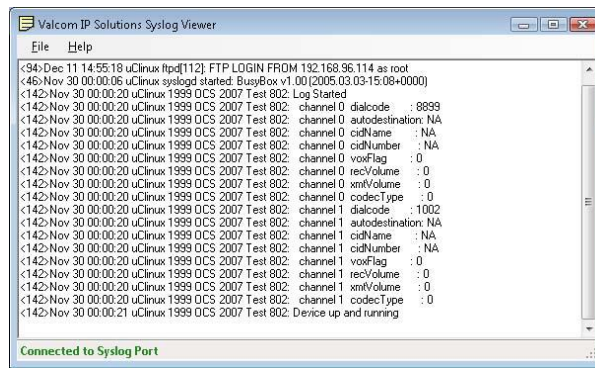 Valcom IP Solutions Syslog Viewer
File Help
<94>Dec 11 14:55:18 uClinux ftpd[112]: FTP LOGIN FROM 192.168.96.114 as root
<46>Nov 30 00:00:06 uClinux syslogd started: BusyBox v1.00 (2005.03.03-15:08+0000)
<142>Nov 30 00:00:20 uClinux 1999 OCS 2007 Test 802: Log Started
<142>Nov 30 00:00:20 uClinux 1999 OCS 2007 Test 802: channel 0 dialcode : 8899
<142>Nov 30 00:00:20 uClinux 1999 OCS 2007 Test 802: channel 0 autodestination: NA
<142>Nov 30 00:00:20 uClinux 1999 OCS 2007 Test 802: channel 0 cidName : NA
<142>Nov 30 00:00:20 uClinux 1999 OCS 2007 Test 802: channel 0 cidNumber : NA
<142>Nov 30 00:00:20 uClinux 1999 OCS 2007 Test 802: channel 0 voxFlag : 0
<142>Nov 30 00:00:20 uClinux 1999 OCS 2007 Test 802: channel 0 recVolume : 0
<142>Nov 30 00:00:20 uClinux 1999 OCS 2007 Test 802: channel 0 xmtVolume : 0
<142>Nov 30 00:00:20 uClinux 1999 OCS 2007 Test 802: channel 0 codecType : 0
<142>Nov 30 00:00:20 uClinux 1999 OCS 2007 Test 802: channel 1 dialcode : 1002
<142>Nov 30 00:00:20 uClinux 1999 OCS 2007 Test 802: channel 1 autodestination: NA
<142>Nov 30 00:00:20 uClinux 1999 OCS 2007 Test 802: channel 1 cidName : NA
<142>Nov 30 00:00:20 uClinux 1999 OCS 2007 Test 802: channel 1 cidNumber : NA
<142>Nov 30 00:00:20 uClinux 1999 OCS 2007 Test 802: channel 1 voxFlag : 0
<142>Nov 30 00:00:20 uClinux 1999 OCS 2007 Test 802: channel 1 recVolume : 0
<142>Nov 30 00:00:20 uClinux 1999 OCS 2007 Test 802: channel 1 xmtVolume : 0
<142>Nov 30 00:00:20 uClinux 1999 OCS 2007 Test 802: channel 1 codecType : 0
<142>Nov 30 00:00:21 uClinux 1999 OCS 2007 Test 802: Device up and running
Connected to Syslog Port